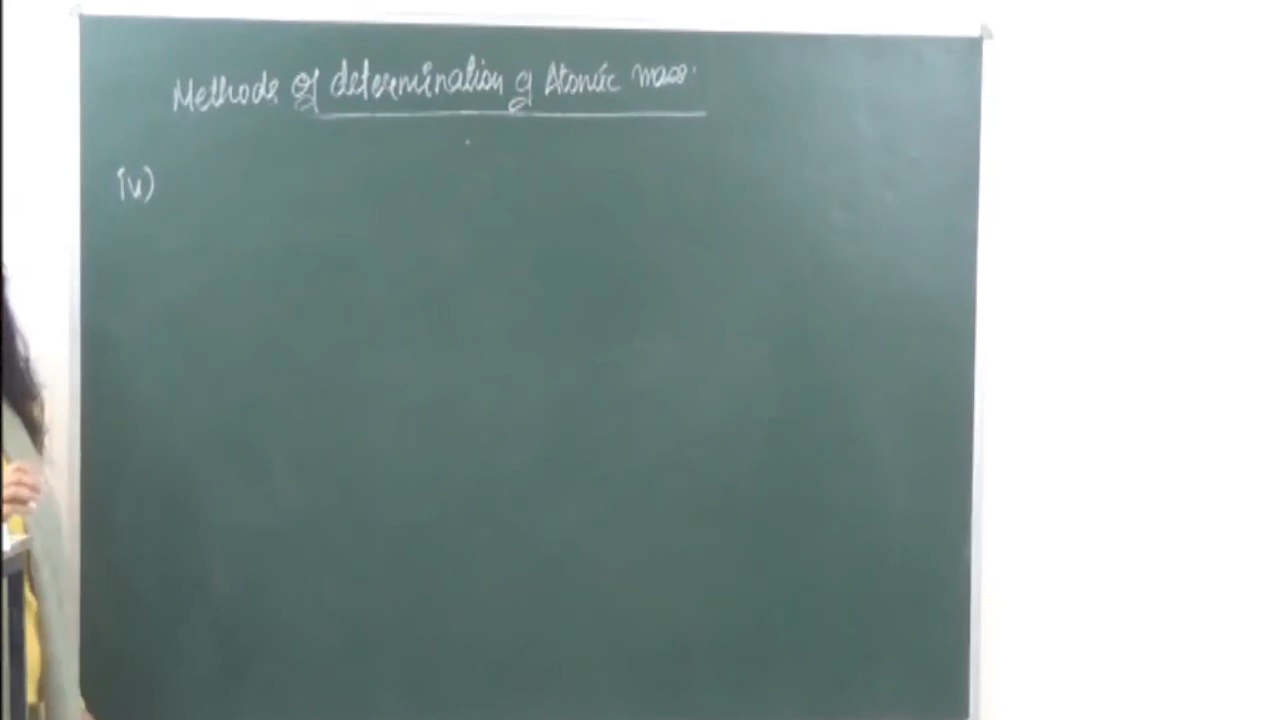 Methods of determination of Atomic mass.
(v)